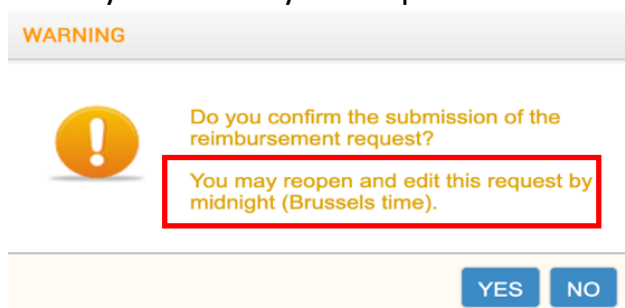 WARNING
Do you confirm the submission of the
reimbursement request?
You may reopen and edit this request by
midnight (Brussels time).
YES NO